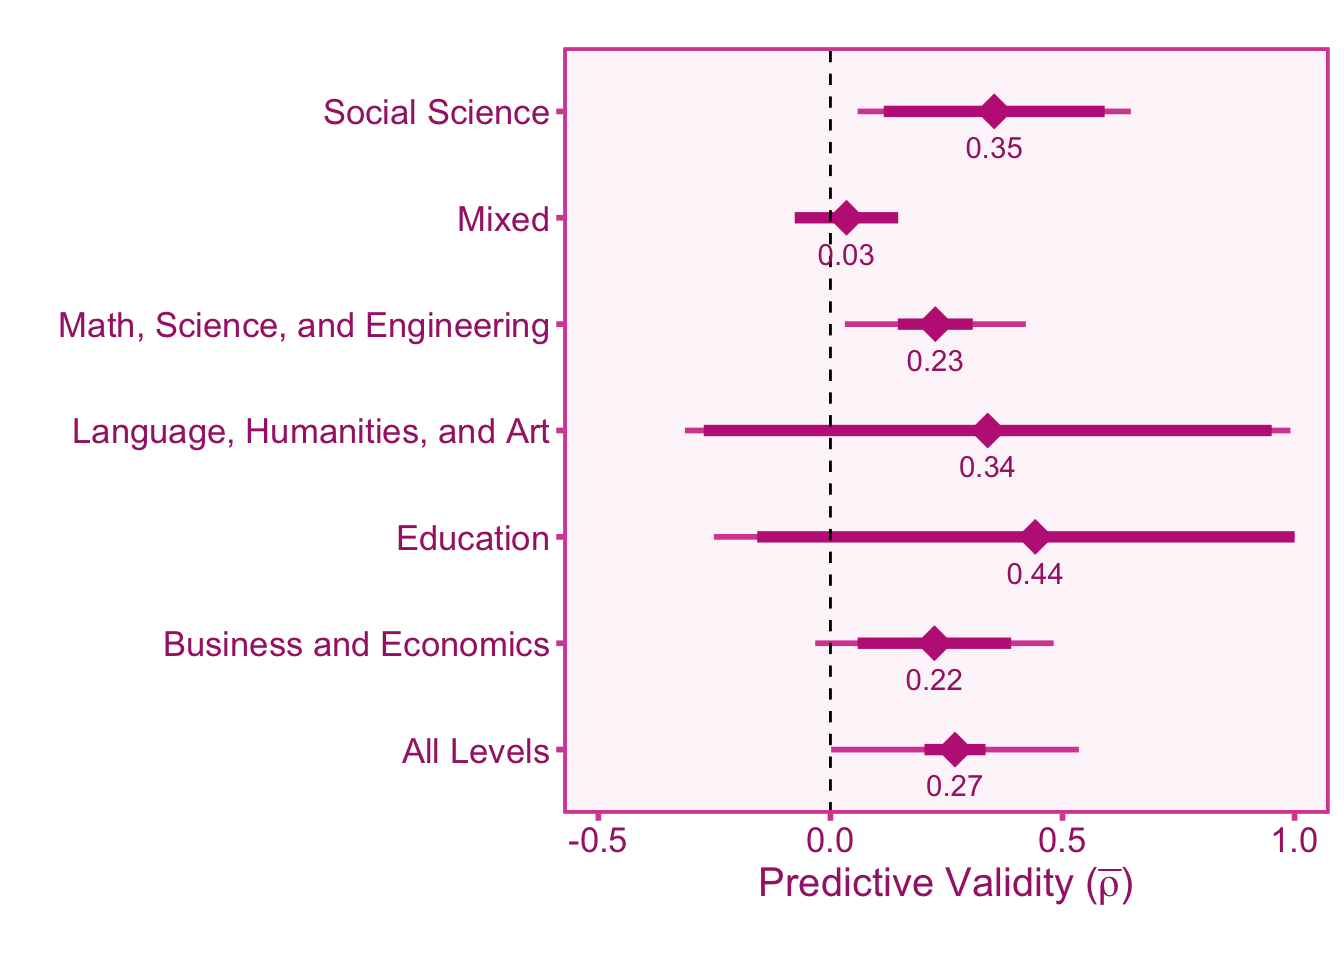 Social Science
0.35
Mixed
0.03
Math, Science, and Engineering
0.23
Language, Humanities, and Art
0.34
Education
0.44
Business and Economics
0.22
All Levels
0.27
-0.5 0.0 0.5 1.0
Predictive Validity (ρ̅)